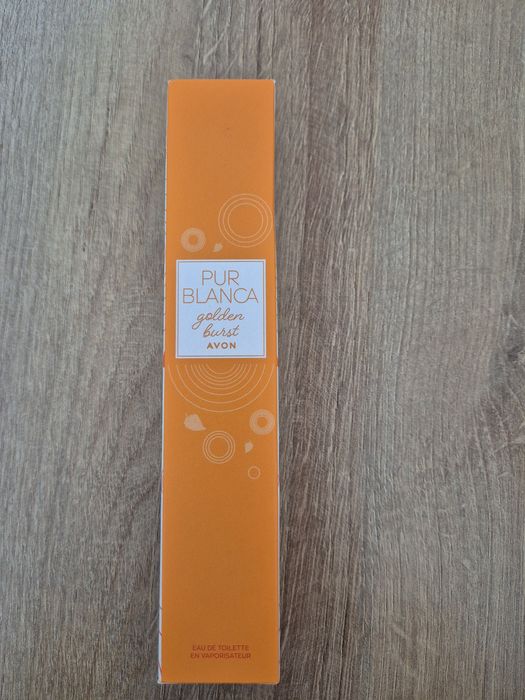 PUR
BLANCA
golden
burst
AVON
EAU DE TOILETTE
EN VAPORISATEUR